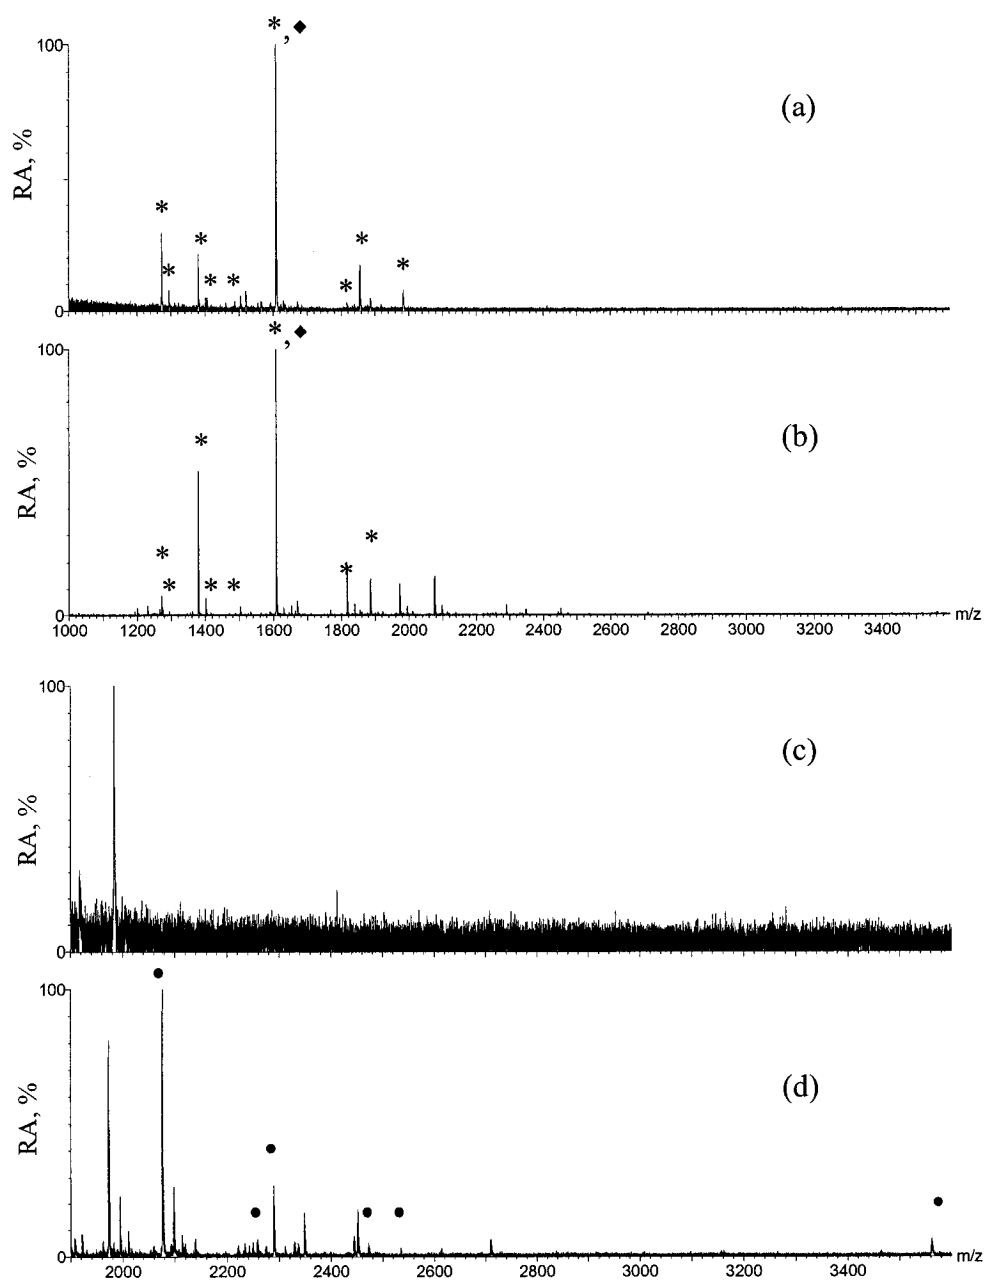 * , ◆
100
(a)
RA, %
* * * * * * * * *
0
* , ◆
100
(b)
RA, %
* * * * * * *
0
1000 1200 1400 1600 1800 2000 2200 2400 2600 2800 3000 3200 3400 m/z
100
(c)
RA, %
0
●
100
(d)
RA, %
● ● ● ● ●
0
2000 2200 2400 2600 2800 3000 3200 3400 m/z